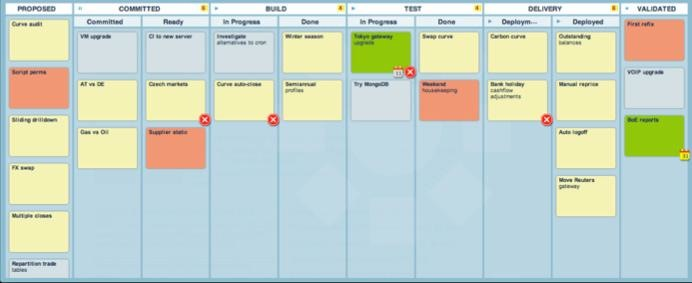 PROPOSED
COMMITTED
6
BUILD
4
TEST
4
DELIVERY
5
VALIDATED
Committed
Ready
In Progress
Done
In Progress
Done
Deploym...
Deployed
Curve audit
VM upgrade
CI to new server
Investigate
alternatives to cron
Winter season
Tokyo gateway
upgrade
31
Swap curve
Carbon curve
Outstanding
balances
First refix
Script perms
AT vs DE
Czech markets
Curve auto-close
Semiannual
profiles
Try MongoDB
Weekend
housekeeping
Bank holiday
cashflow
adjustments
Manual reprice
VOIP upgrade
Sliding drilldown
Gas vs Oil
Supplier static
Auto logoff
BoE reports
31
FX swap
Move Reuters
gateway
Multiple closes
Repartition trade
tables